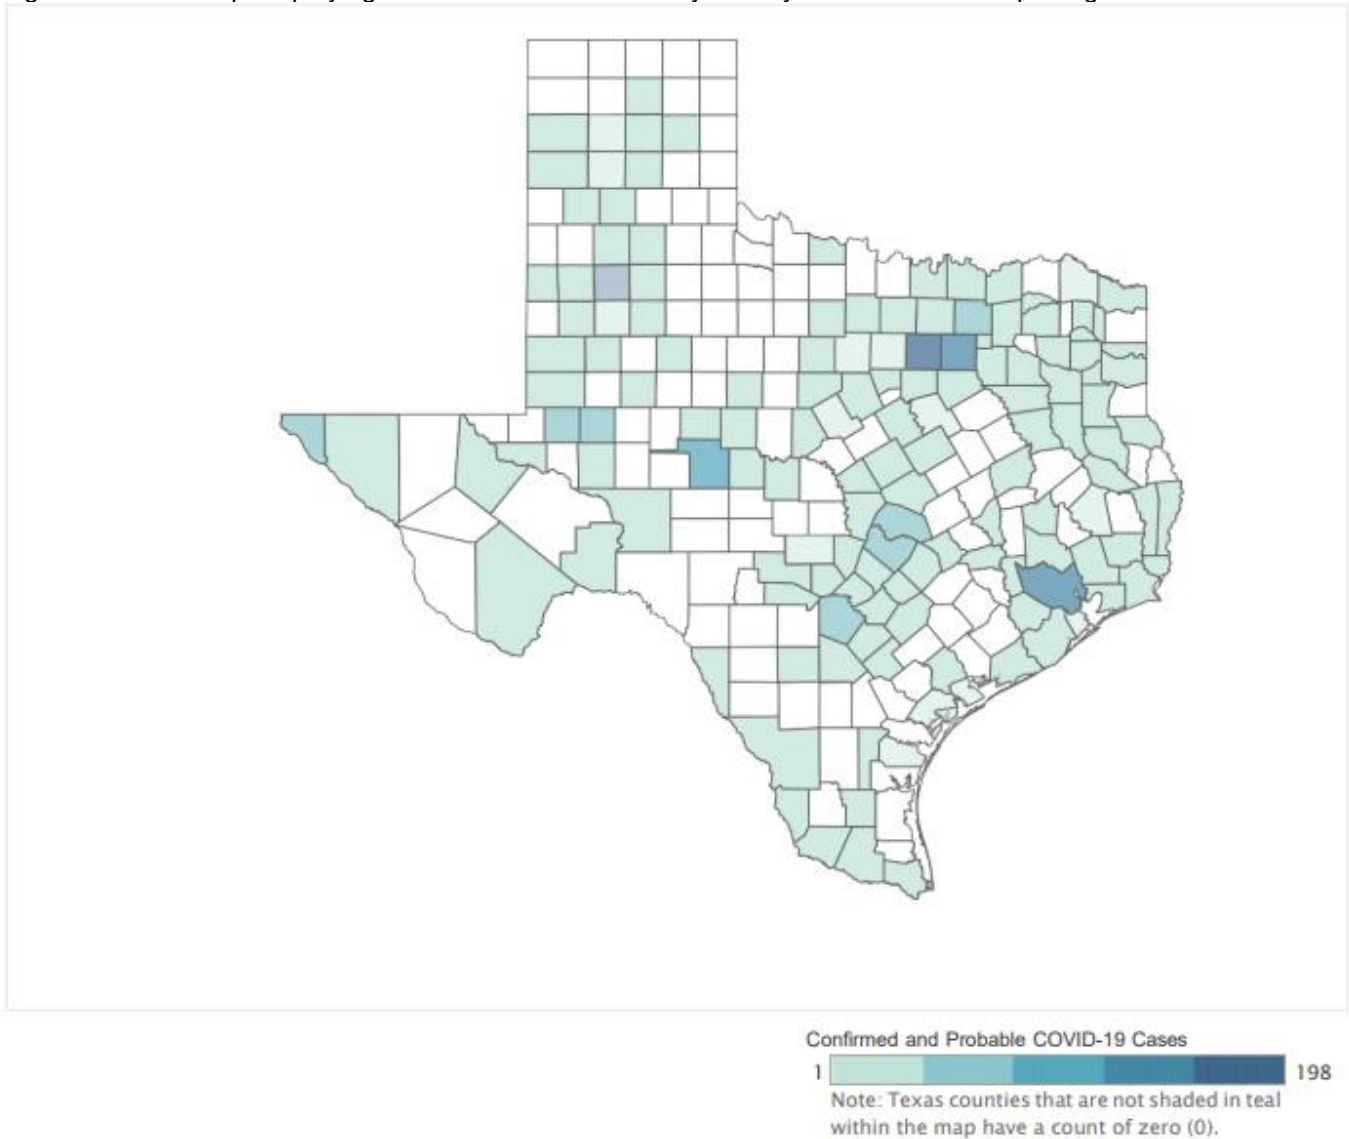 Confirmed and Probable COVID-19 Cases
1 198
Note: Texas counties that are not shaded in teal
within the map have a count of zero (0).